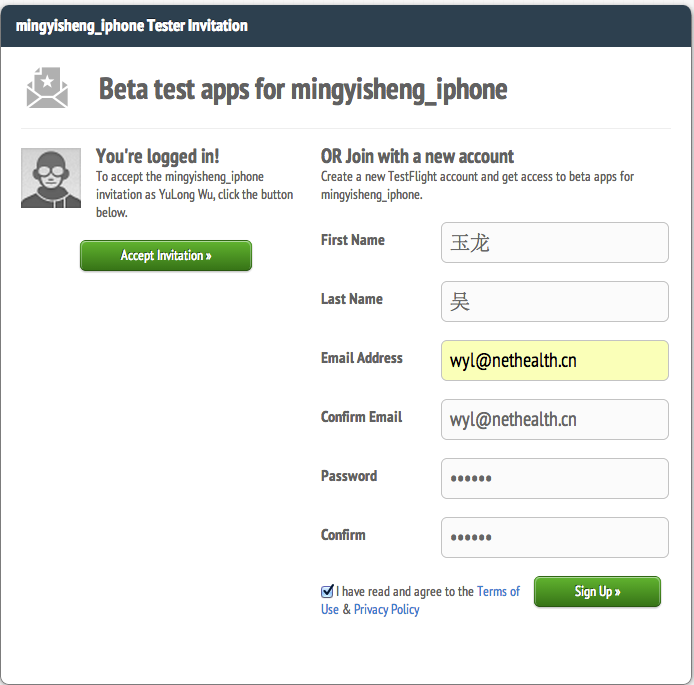 mingyisheng_iphone Tester Invitation
Beta test apps for mingyisheng_iphone
You're logged in!
To accept the mingyisheng_iphone
invitation as YuLong Wu, click the button
below.
Accept Invitation »
OR Join with a new account
Create a new TestFlight account and get access to beta apps for
mingyisheng_iphone.
First Name
玉龙
Last Name
吴
Email Address
wyl@nethealth.cn
Confirm Email
wyl@nethealth.cn
Password
••••••
Confirm
••••••
I have read and agree to the Terms of
Use & Privacy Policy
Sign Up »